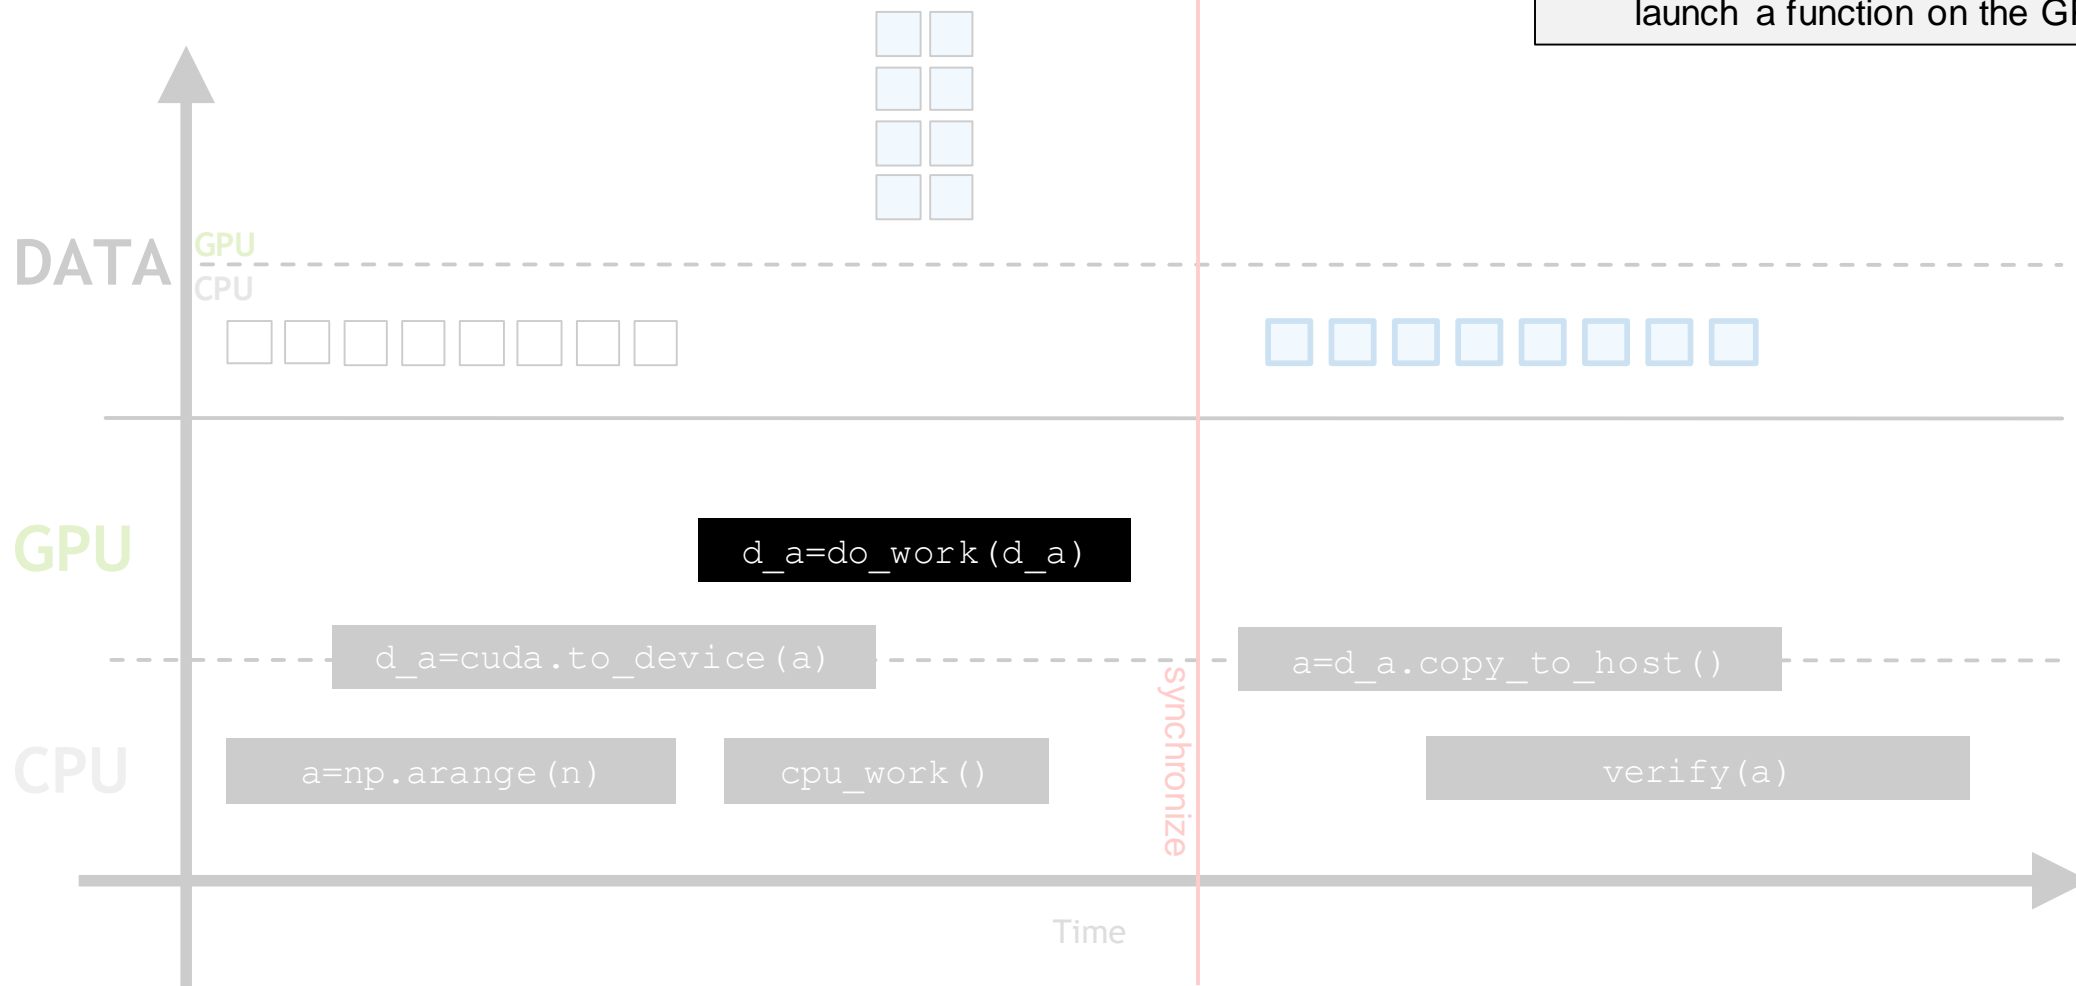 launch a function on the
DATA
GPU
CPU
GPU
d_a=do_work(d_a)
d_a=cuda.to_device(a)
a=d_a.copy_to_host()
synchronize
CPU
a=np.arange(n)
cpu_work()
verify(a)
Time